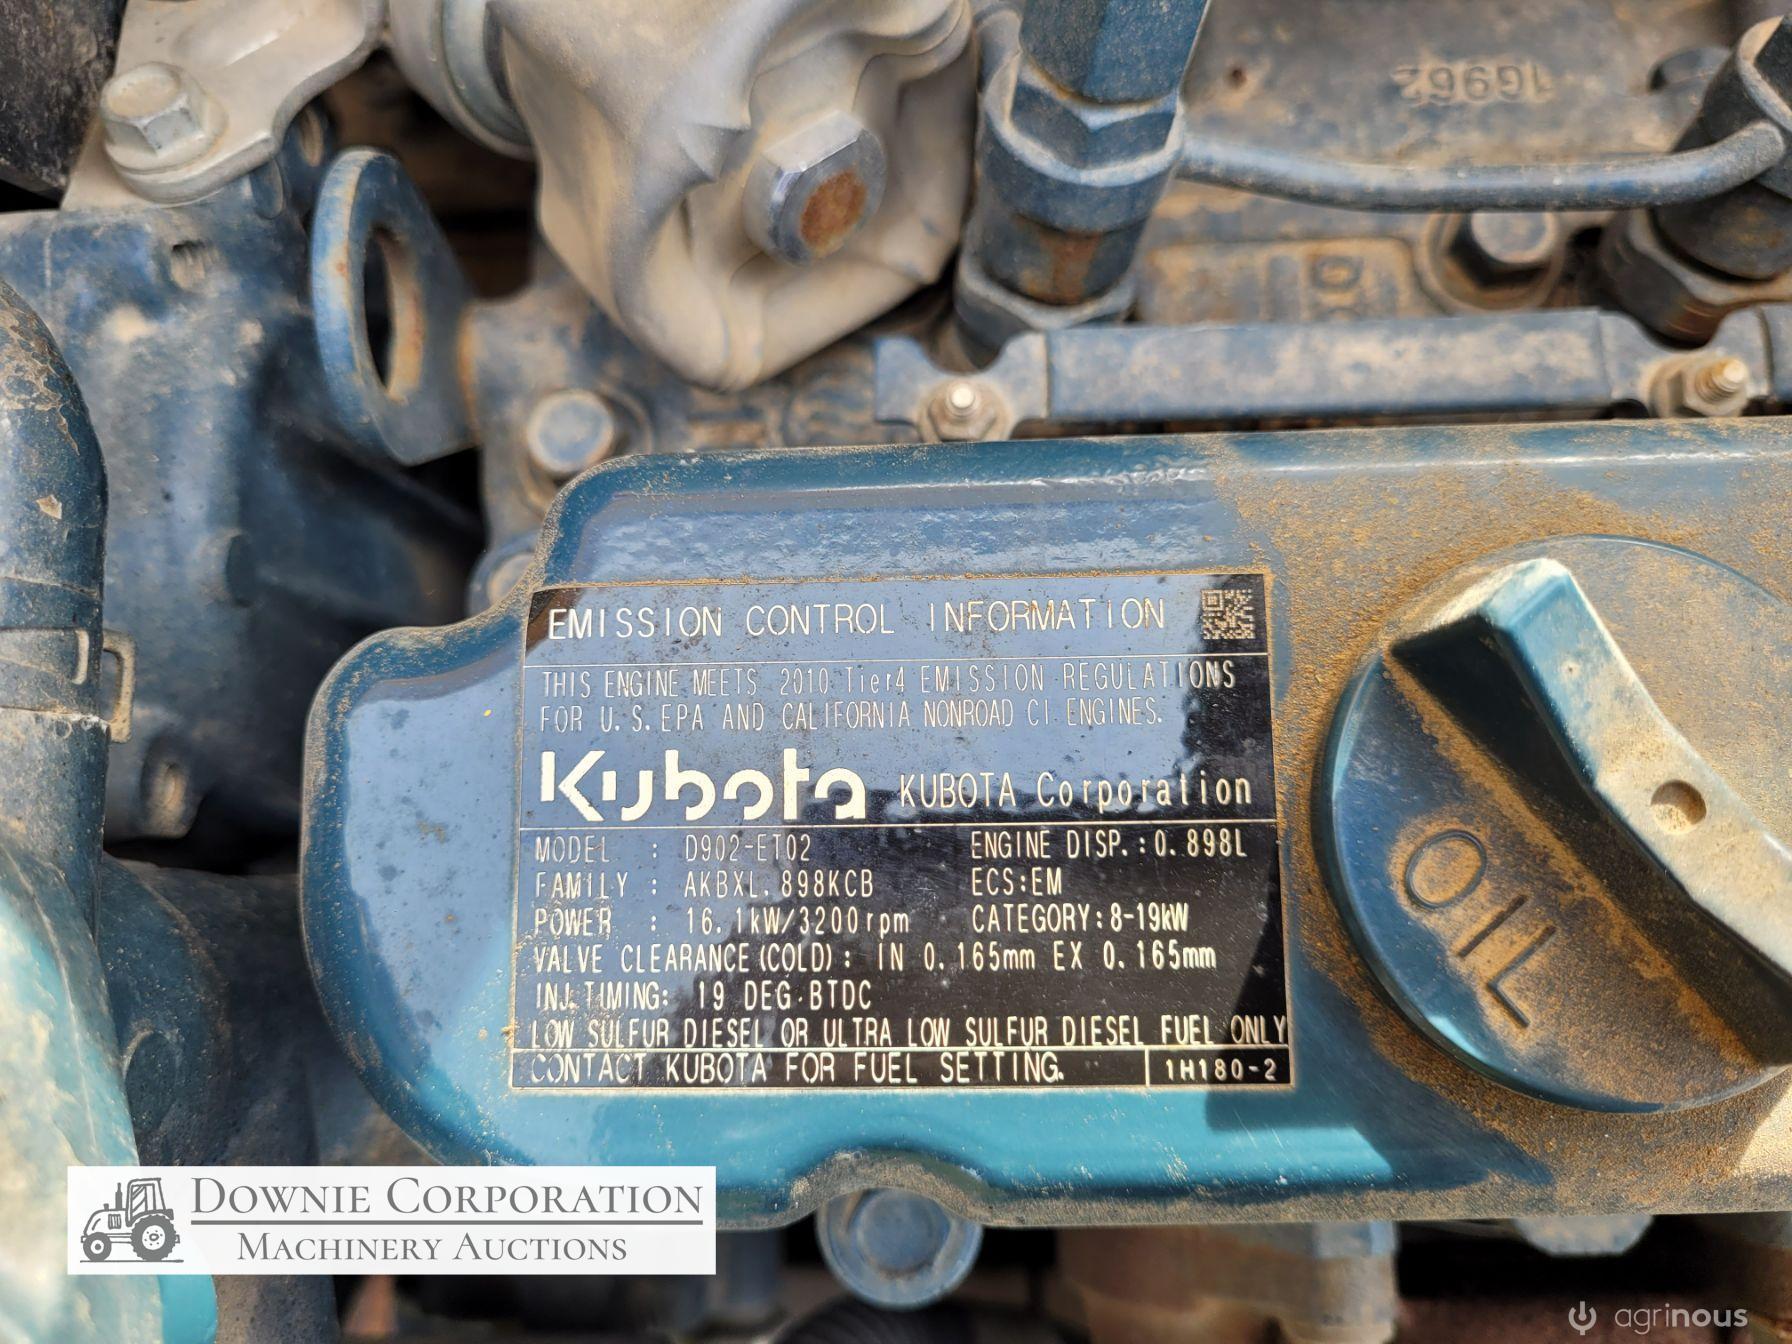 1G962
EMISSION CONTROL INFORMATION
THIS ENGINE MEETS 2010 Tier4 EMISSION REGULATIONS
FOR U.S.EPA AND CALIFORNIA NONROAD CI ENGINES.
Kubota KUBOTA Corporation
MODEL : D902-ET02 ENGINE DISP.:0.898L
FAMILY : AKBXL.898KCB ECS:EM
POWER : 16.1kW/3200rpm CATEGORY:8-19kW
VALVE CLEARANCE(COLD): IN 0.165mm EX 0.165mm
INJ.TIMING: 19 DEG.BTDC
LOW SULFUR DIESEL OR ULTRA LOW SULFUR DIESEL FUEL ONLY
CONTACT KUBOTA FOR FUEL SETTING. 1H180-2
OIL
DOWNIE CORPORATION
MACHINERY AUCTIONS
agrinous